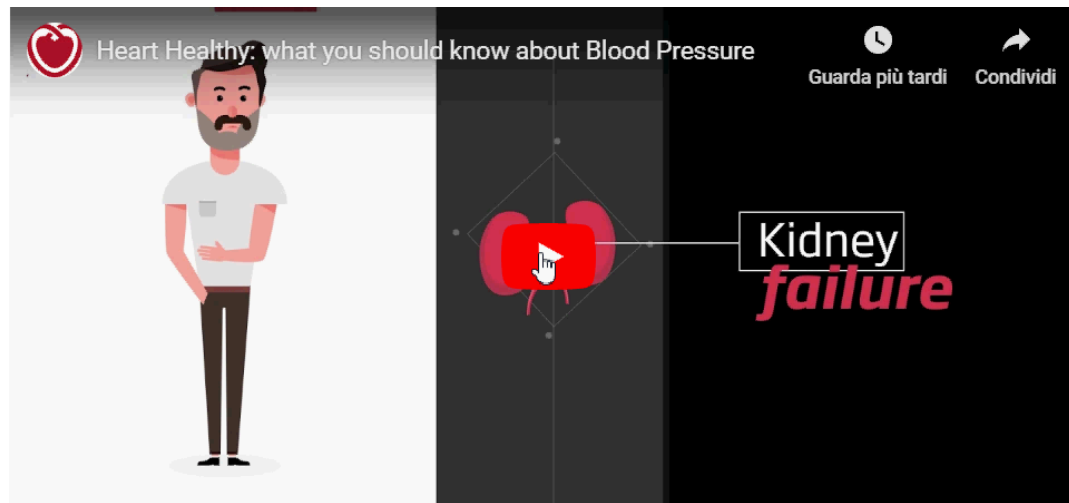 Heart Healthy: what you should know about Blood Pressure
Guarda più tardi
Condividi
Kidney
failure